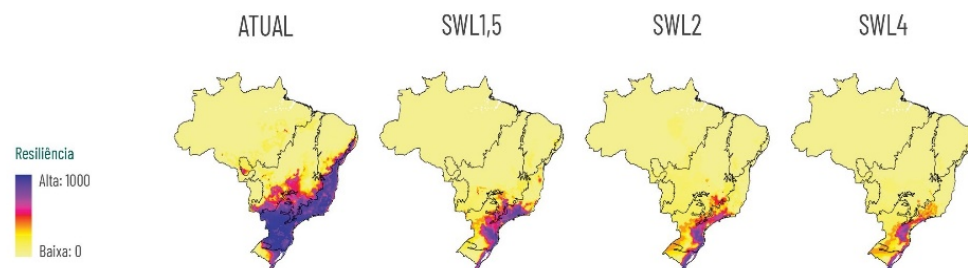 ATUAL
SWL1,5
SWL2
SWL4
Resiliência
Alta: 1000
Baixa: 0